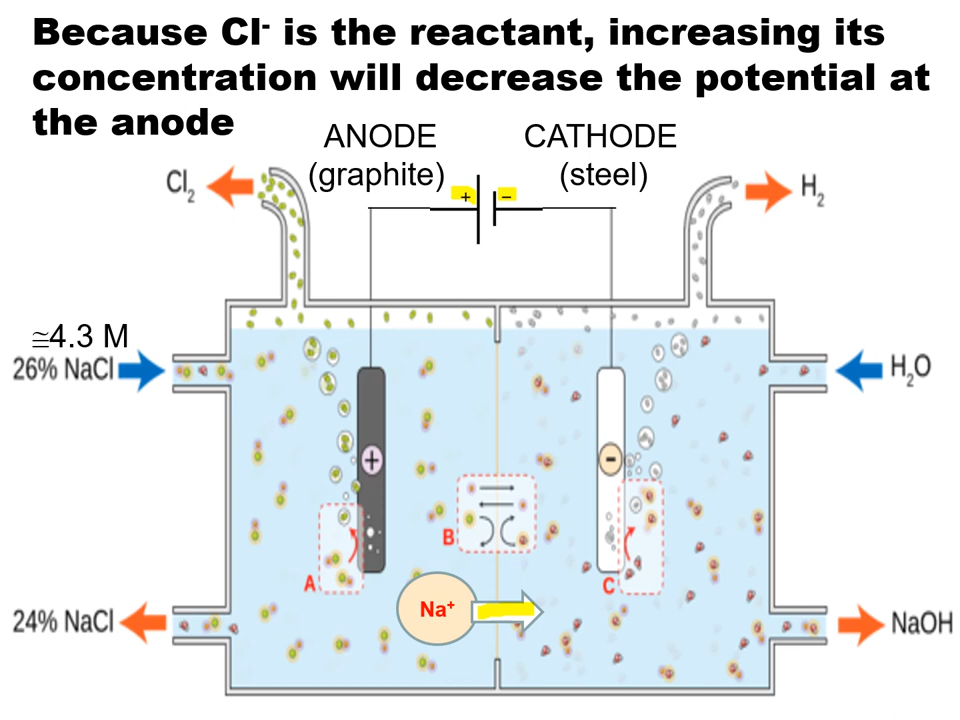 Because Cl⁻ is the reactant, increasing its
concentration will decrease the potential at
the anode
ANODE
(graphite)
CATHODE
(steel)
Cl₂
+
−
H₂
≅4.3 M
26% NaCl
H₂O
+
−
B
A
C
Na⁺
24% NaCl
NaOH